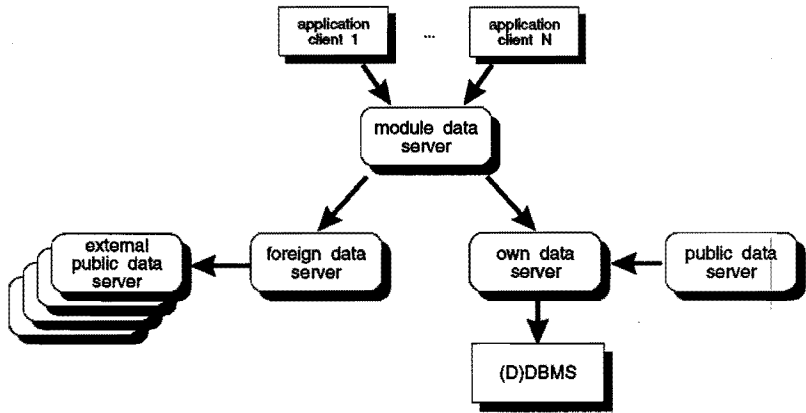 application
client 1
...
application
client N
module data
server
external
public data
server
foreign data
server
own data
server
public data
server
(D)DBMS